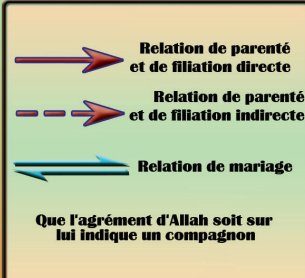 Relation de parenté
et de filiation directe
Relation de parenté
et de filiation indirecte
Relation de mariage
Que l'agrément d'Allah soit sur
lui indique un compagnon